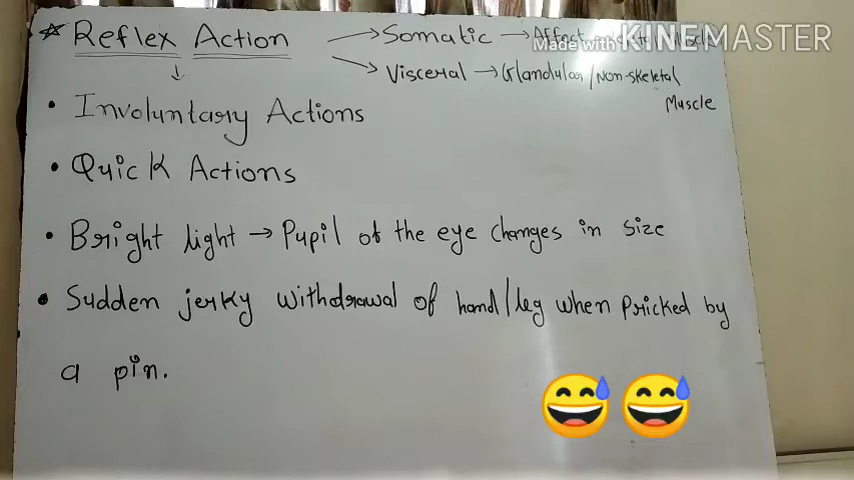 ☆ Reflex Action → Somatic → Affect
Made with KINEMASTER
↓ → Visceral → Glandular/Non-skeletal
Muscle
• Involuntary Actions
• Quick Actions
• Bright light → Pupil of the eye changes in size
• Sudden jerky withdrawal of hand/leg when pricked by
a pin.